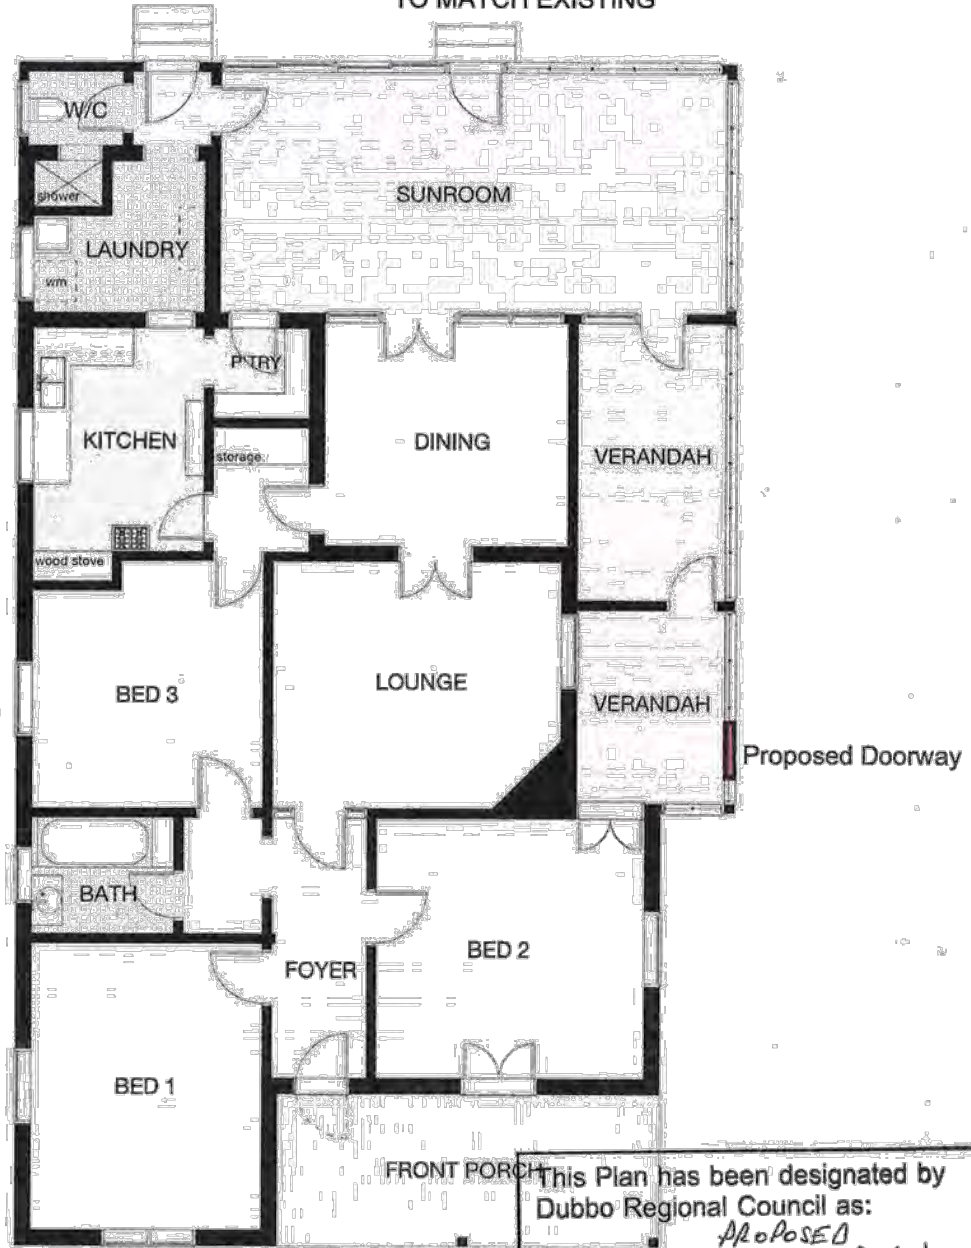 TO MATCH EXISTING
W/C
shower
SUNROOM
LAUNDRY
wm
P'TRY
KITCHEN
DINING
storage
VERANDAH
wood stove
BED 3
LOUNGE
VERANDAH
Proposed Doorway
BATH
BED 2
FOYER
BED 1
FRONT PORCH
This Plan has been designated by
Dubbo Regional Council as:
PROPOSED